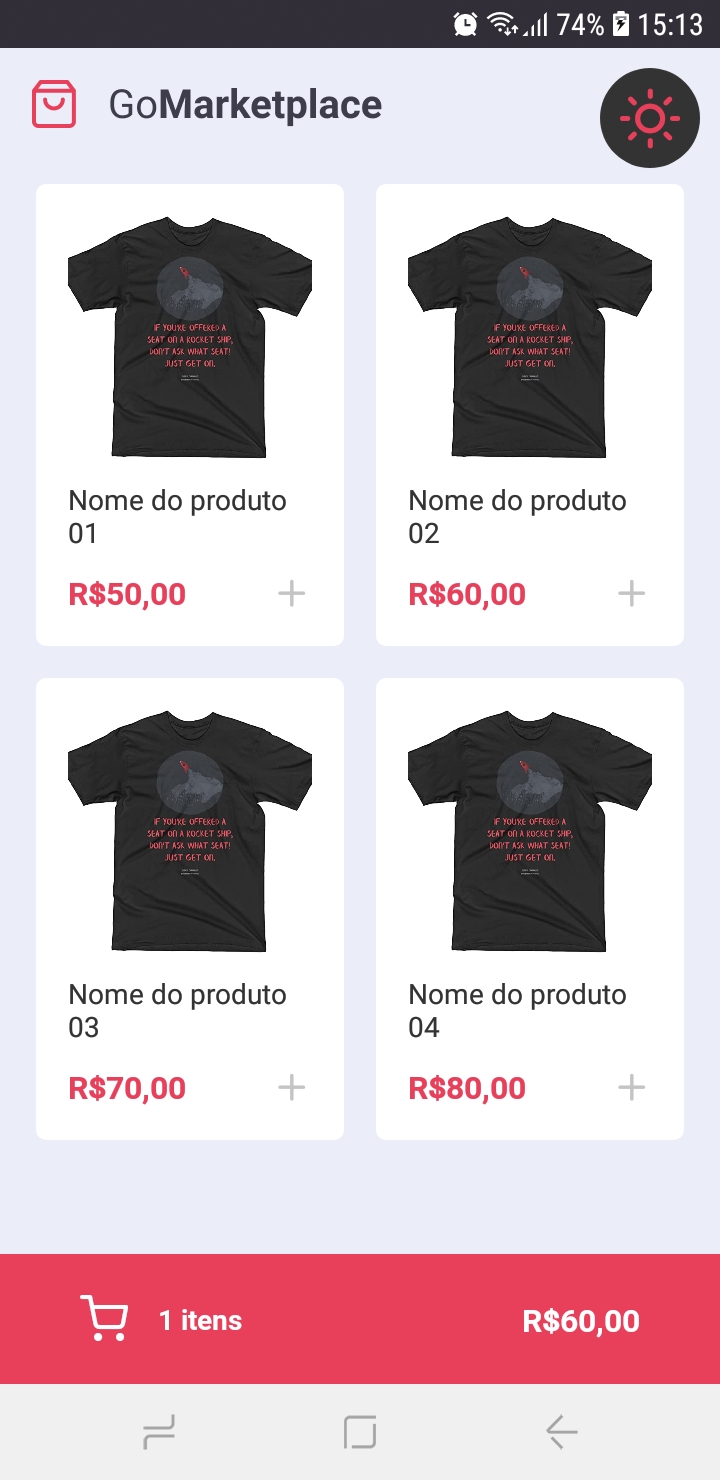 74% 15:13
GoMarketplace
IF YOU'RE OFFERED A
SEAT ON A ROCKET SHIP,
DON'T ASK WHAT SEAT!
JUST GET ON.
IF YOU'RE OFFERED A
SEAT ON A ROCKET SHIP,
DON'T ASK WHAT SEAT!
JUST GET ON.
Nome do produto
01
Nome do produto
02
R$50,00
R$60,00
IF YOU'RE OFFERED A
SEAT ON A ROCKET SHIP,
DON'T ASK WHAT SEAT!
JUST GET ON.
IF YOU'RE OFFERED A
SEAT ON A ROCKET SHIP,
DON'T ASK WHAT SEAT!
JUST GET ON.
Nome do produto
03
Nome do produto
04
R$70,00
R$80,00
1 itens
R$60,00